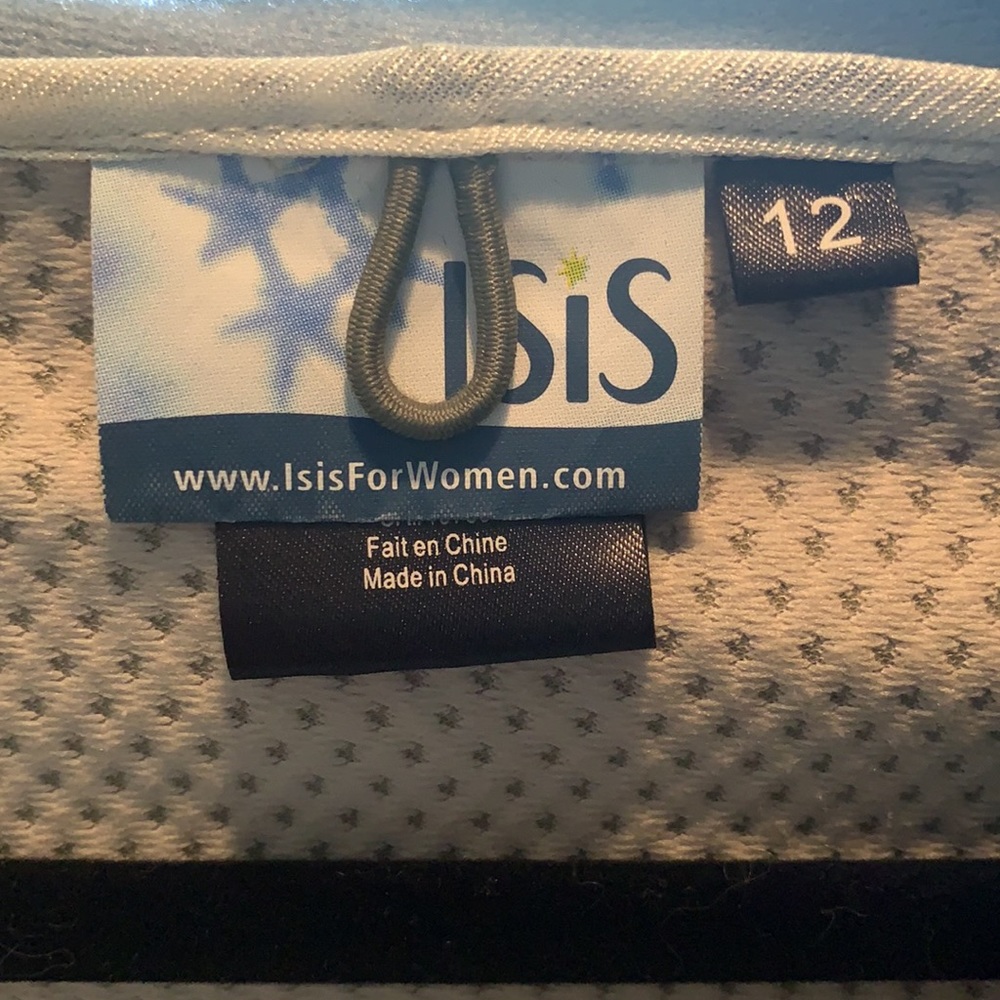 ISiS
12
www.IsisForWomen.com
Fait en Chine
Made in China